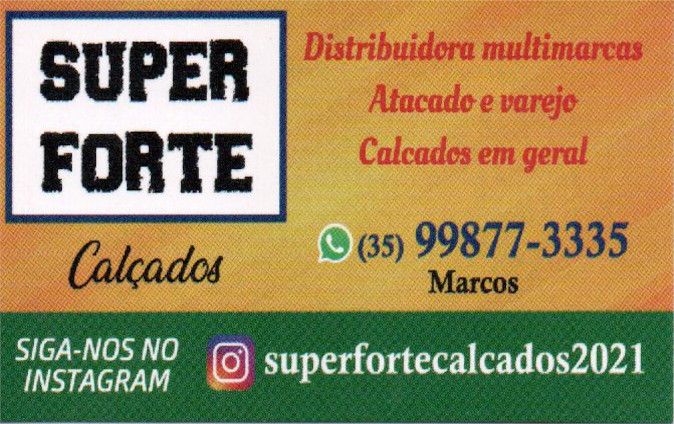 SUPER
FORTE
Calçados
Distribuidora multimarcas
Atacado e varejo
Calcados em geral
(35) 99877-3335
Marcos
SIGA-NOS NO
INSTAGRAM
superfortecalcados2021